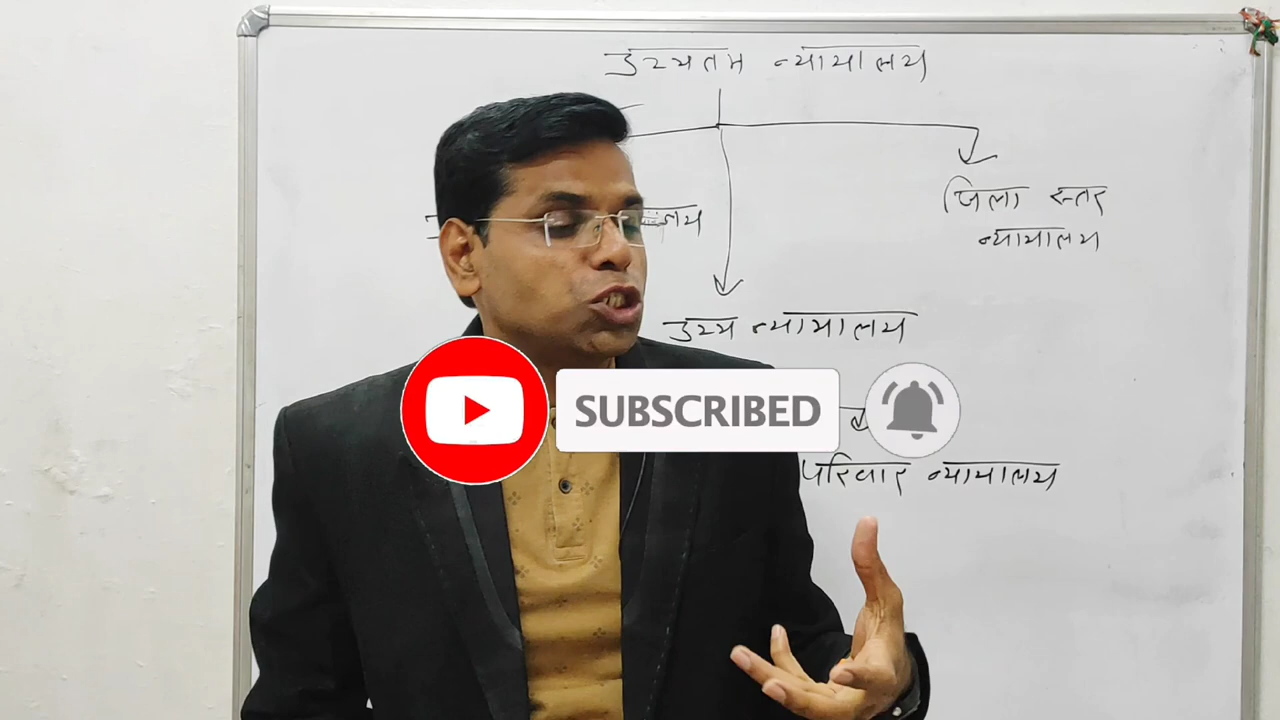 उच्चतम न्यायालय
जिला स्तर
न्यायालय
उच्च न्यायालय
SUBSCRIBED
परिवार न्यायालय